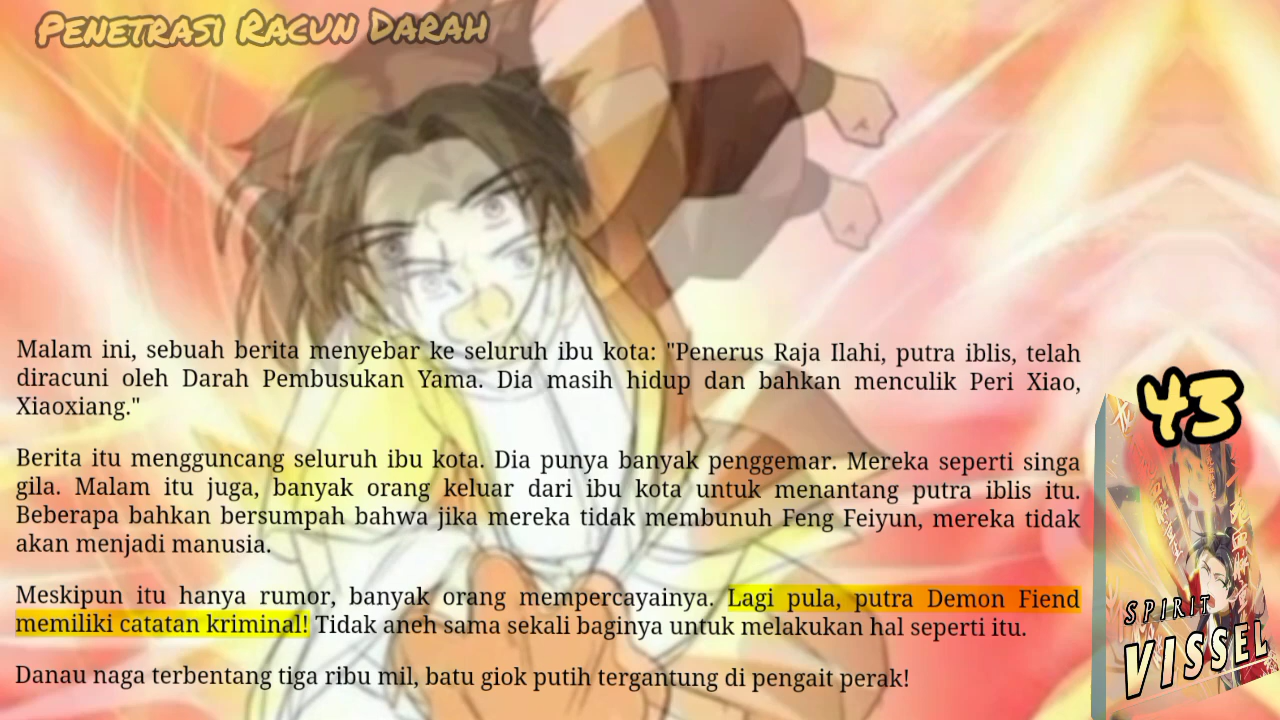 Penetrasi Racun Darah
Malam ini, sebuah berita menyebar ke seluruh ibu kota: "Penerus Raja Ilahi, putra iblis, telah
diracuni oleh Darah Pembusukan Yama. Dia masih hidup dan bahkan menculik Peri Xiao,
Xiaoxiang."
Berita itu mengguncang seluruh ibu kota. Dia punya banyak penggemar. Mereka seperti singa
gila. Malam itu juga, banyak orang keluar dari ibu kota untuk menantang putra iblis itu.
Beberapa bahkan bersumpah bahwa jika mereka tidak membunuh Feng Feiyun, mereka tidak
akan menjadi manusia.
Meskipun itu hanya rumor, banyak orang mempercayainya. Lagi pula, putra Demon Fiend
memiliki catatan kriminal! Tidak aneh sama sekali baginya untuk melakukan hal seperti itu.
Danau naga terbentang tiga ribu mil, batu giok putih tergantung di pengait perak!
43
SPIRIT
VISSEL